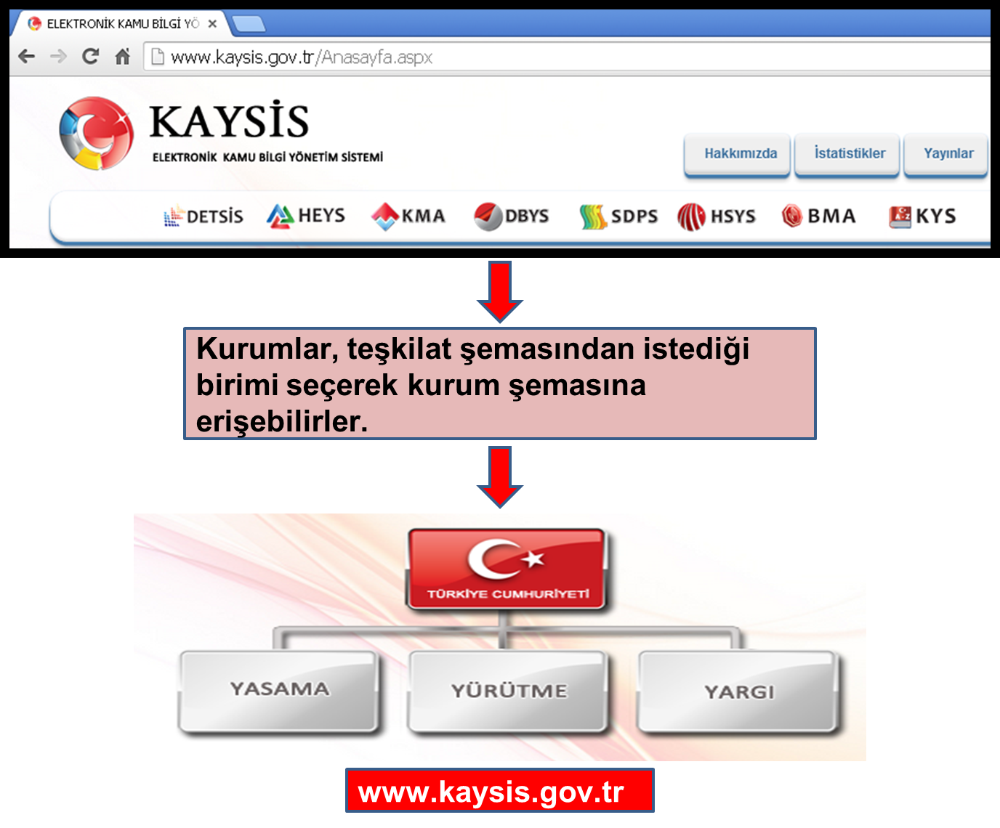 ELEKTRONİK KAMU BİLGİ YÖ
www.kaysis.gov.tr/Anasayfa.aspx
KAYSİS
ELEKTRONİK KAMU BİLGİ YÖNETİM SİSTEMİ
Hakkımızda İstatistikler Yayınlar
DETSİS HEYS KMA DBYS SDPS HSYS BMA A-Z KYS
Kurumlar, teşkilat şemasından istediği
birimi seçerek kurum şemasına
erişebilirler.
TÜRKİYE CUMHURİYETİ
YASAMA YÜRÜTME YARGI
www.kaysis.gov.tr